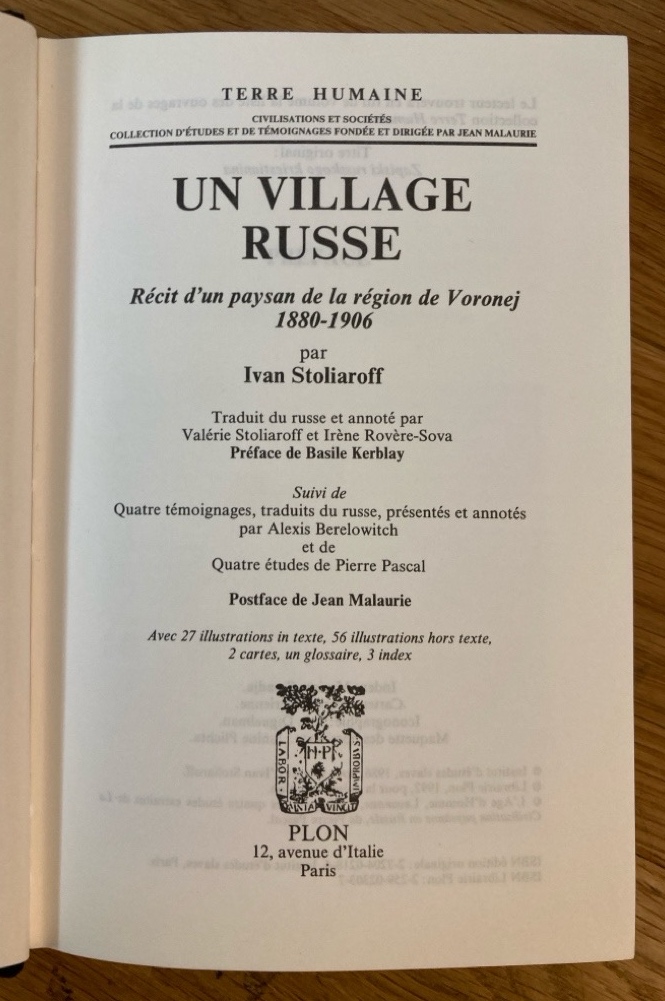 TERRE HUMAINE
CIVILISATIONS ET SOCIÉTÉS
COLLECTION D'ÉTUDES ET DE TÉMOIGNAGES FONDÉE ET DIRIGÉE PAR JEAN MALAURIE
UN VILLAGE
RUSSE
Récit d'un paysan de la région de Voronej
1880-1906
par
Ivan Stoliaroff
Traduit du russe et annoté par
Valérie Stoliaroff et Irène Rovère-Sova
Préface de Basile Kerblay
Suivi de
Quatre témoignages, traduits du russe, présentés et annotés
par Alexis Berelowitch
et de
Quatre études de Pierre Pascal
Postface de Jean Malaurie
Avec 27 illustrations in texte, 56 illustrations hors texte,
2 cartes, un glossaire, 3 index
LABOR
H·P
IMPROBVS
OMNIA VINCIT
PLON
12, avenue d'Italie
Paris